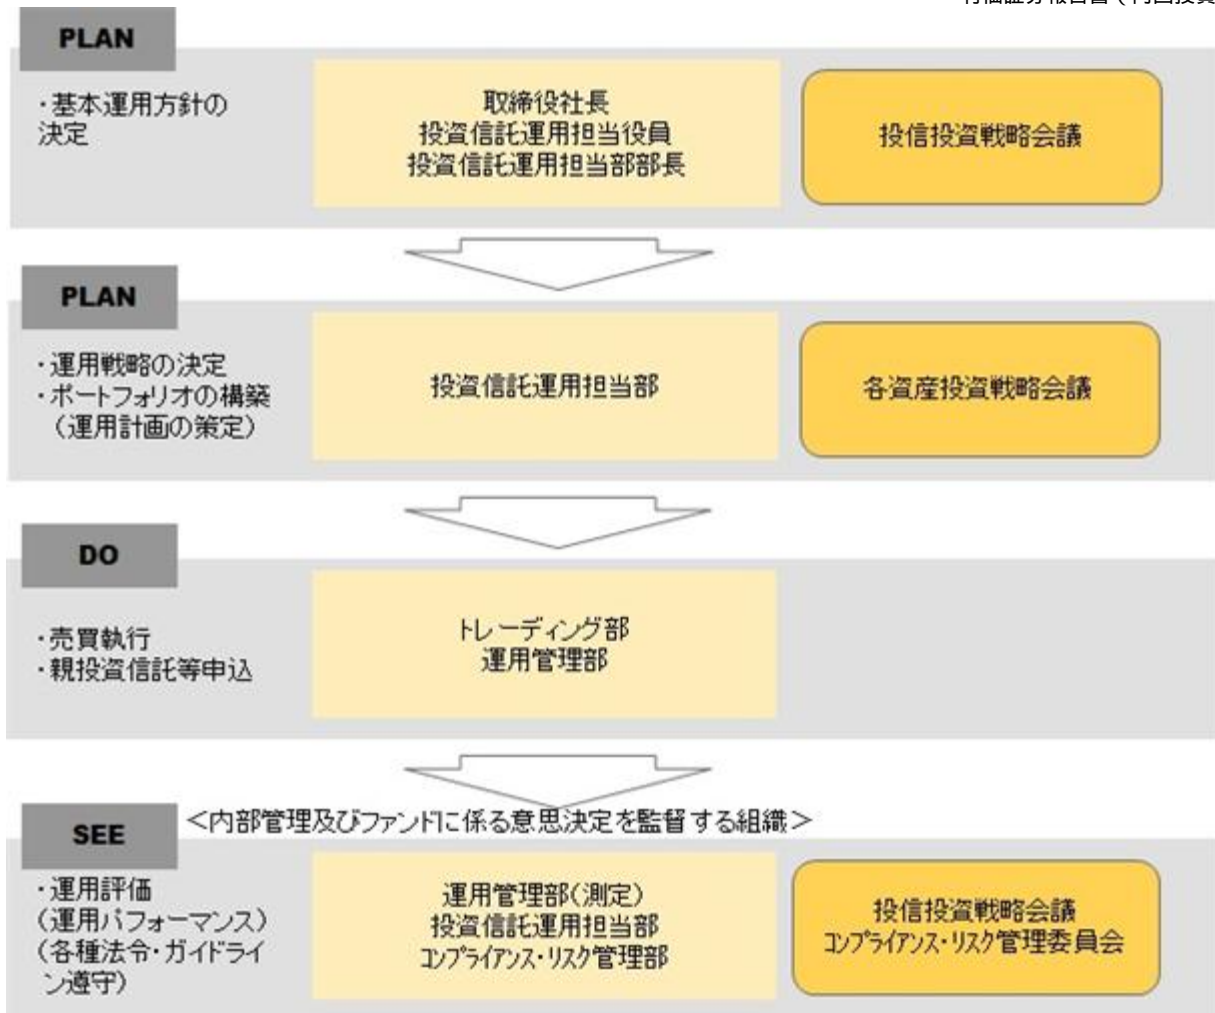 PLAN
・基本運用方針の
決定
取締役社長
投資信託運用担当役員
投資信託運用担当部部長
投信投資戦略会議
PLAN
・運用戦略の決定
・ポートフォリオの構築
(運用計画の策定)
投資信託運用担当部
各資産投資戦略会議
DO
・売買執行
・親投資信託等申込
トレーディング部
運用管理部
SEE
<内部管理及びファンドに係る意思決定を監督する組織>
・運用評価
(運用パフォーマンス)
(各種法令・ガイドライ
ン遵守)
運用管理部(測定)
投資信託運用担当部
コンプライアンス・リスク管理部
投信投資戦略会議
コンプライアンス・リスク管理委員会